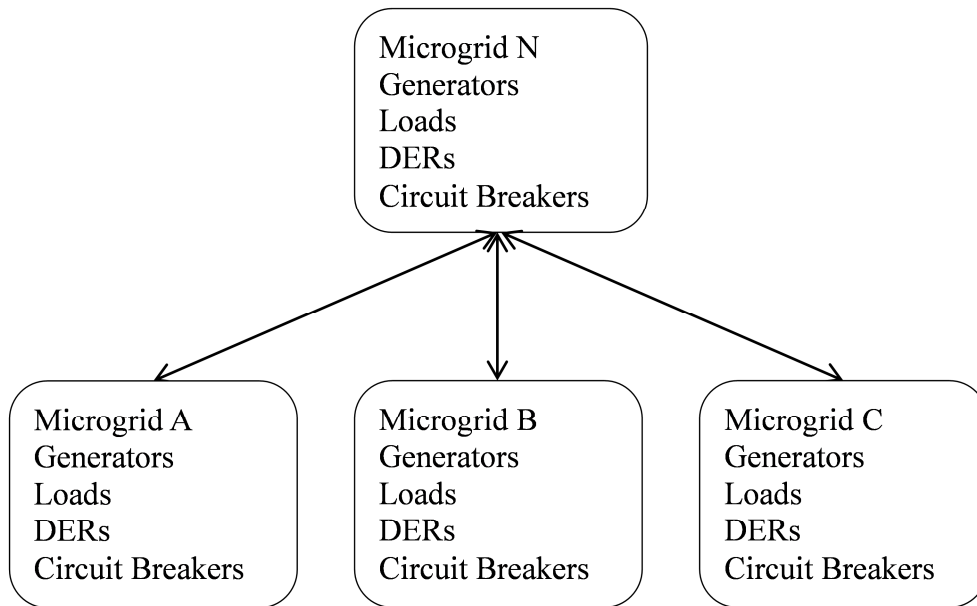 Microgrid N
Generators
Loads
DERs
Circuit Breakers
Microgrid A
Generators
Loads
DERs
Circuit Breakers
Microgrid B
Generators
Loads
DERs
Circuit Breakers
Microgrid C
Generators
Loads
DERs
Circuit Breakers